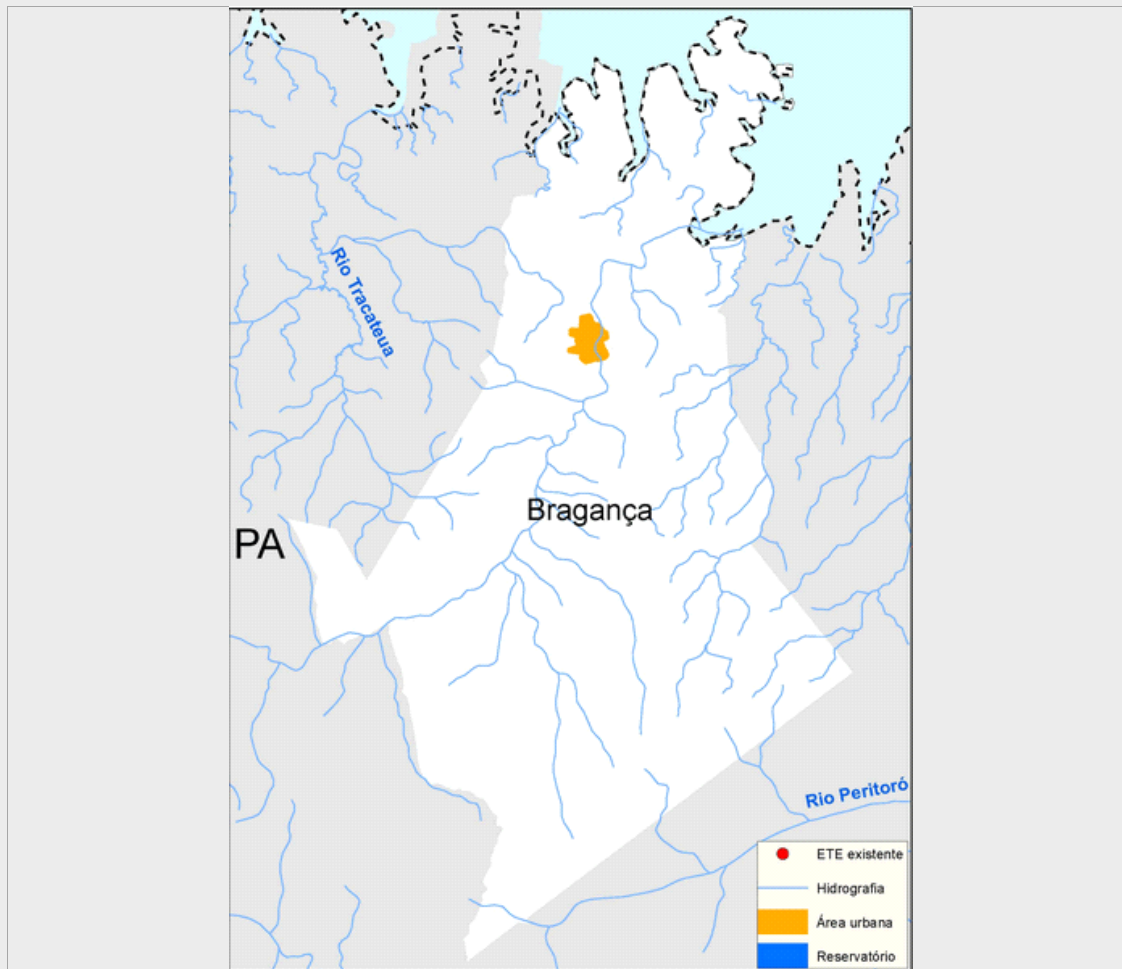 Rio Tracateua
Bragança
PA
Rio Peritoró
ETE existente
Hidrografia
Área urbana
Reservatório